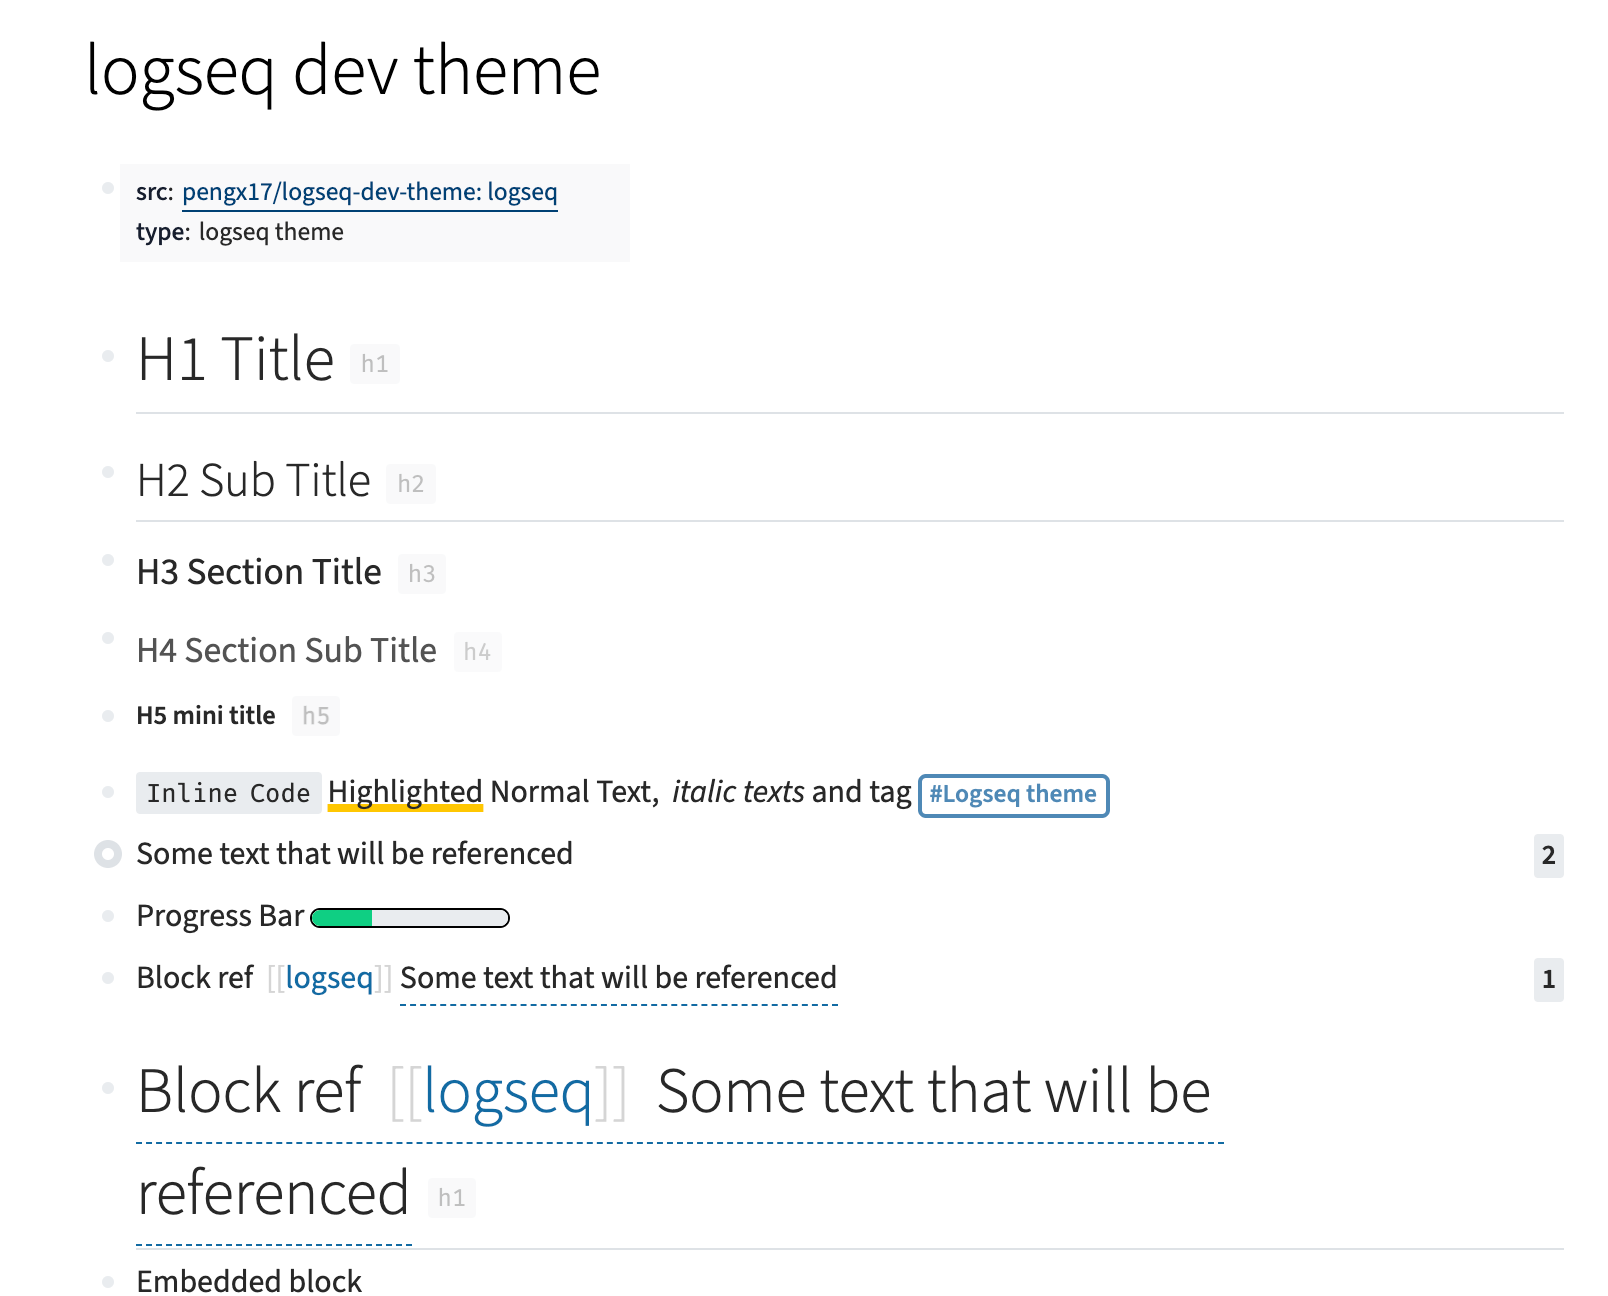 logseq dev theme
src: pengx17/logseq-dev-theme: logseq
type: logseq theme
H1 Title h1
H2 Sub Title h2
H3 Section Title h3
H4 Section Sub Title h4
H5 mini title h5
Inline Code Highlighted Normal Text, italic texts and tag #Logseq theme
Some text that will be referenced 2
Progress Bar
Block ref [[logseq]] Some text that will be referenced 1
Block ref [[logseq]] Some text that will be
referenced h1
Embedded block